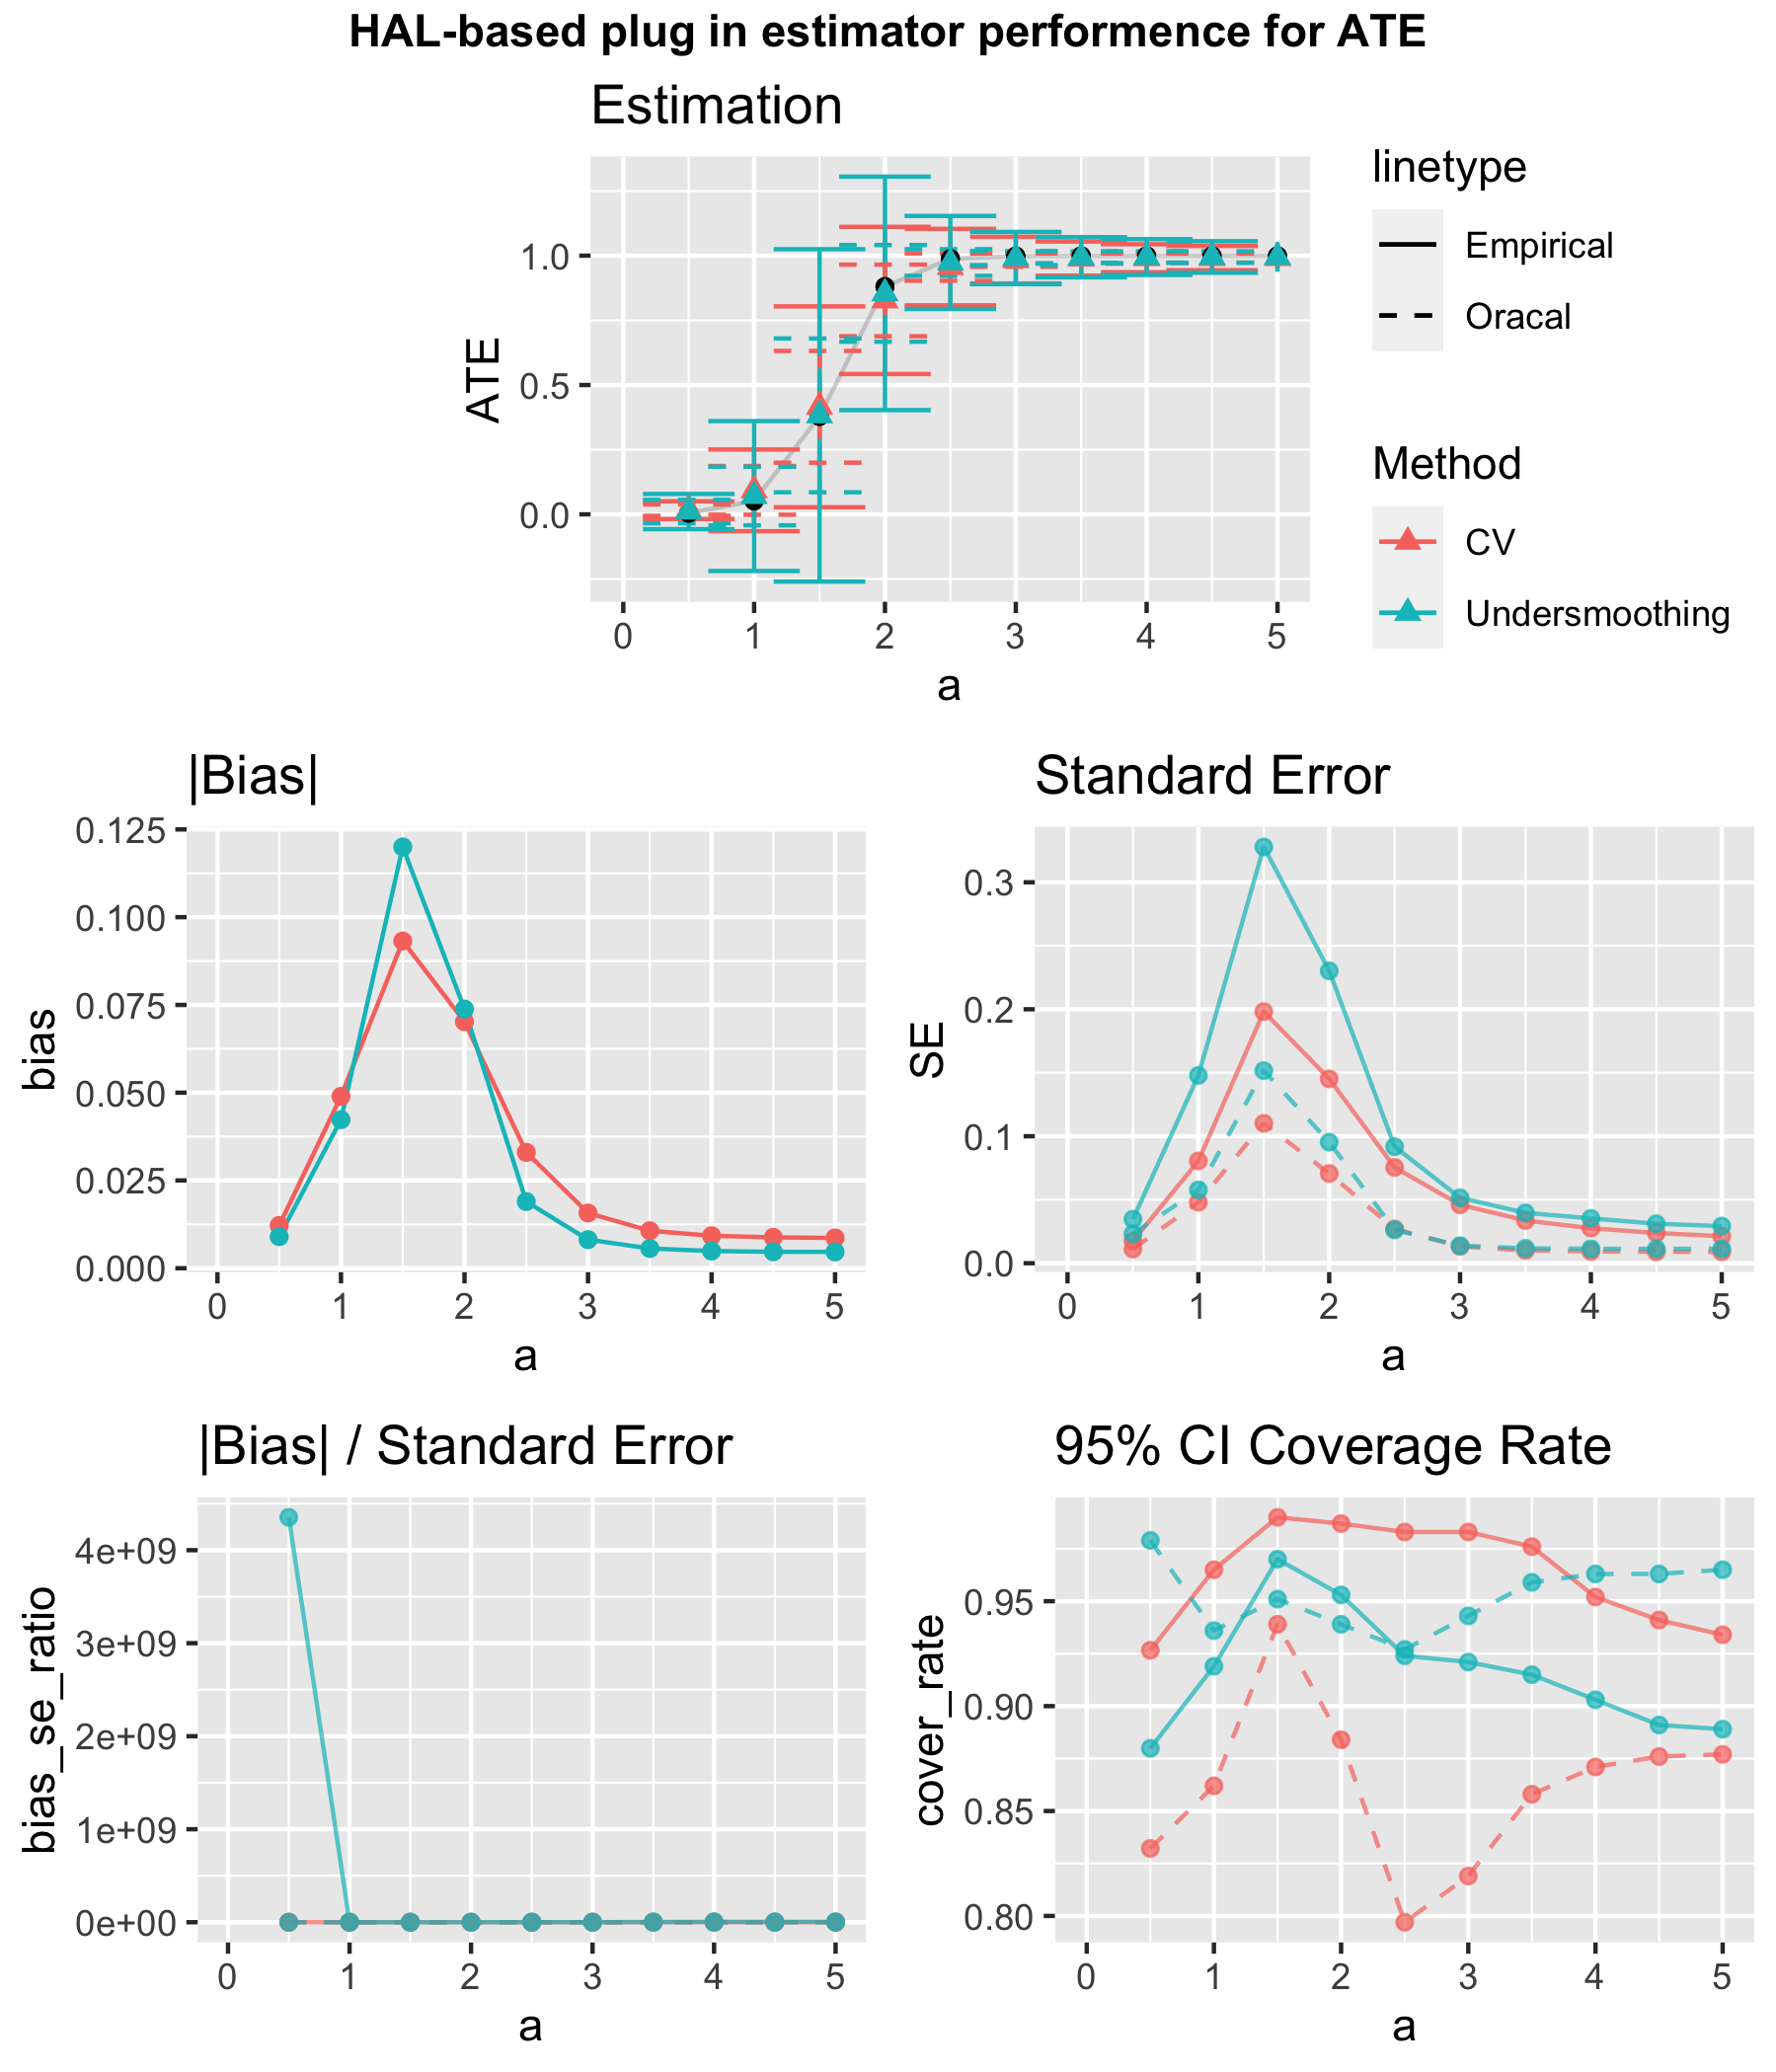 HAL-based plug in estimator performence for ATE
Estimation
ATE
1.0
0.5
0.0
0 1 2 3 4 5
a
linetype
Empirical
Oracal
Method
CV
Undersmoothing
|Bias|
bias
0.125
0.100
0.075
0.050
0.025
0.000
0 1 2 3 4 5
a
Standard Error
SE
0.3
0.2
0.1
0.0
0 1 2 3 4 5
a
|Bias| / Standard Error
bias_se_ratio
4e+09
3e+09
2e+09
1e+09
0e+00
0 1 2 3 4 5
a
95% CI Coverage Rate
cover_rate
0.95
0.90
0.85
0.80
0 1 2 3 4 5
a